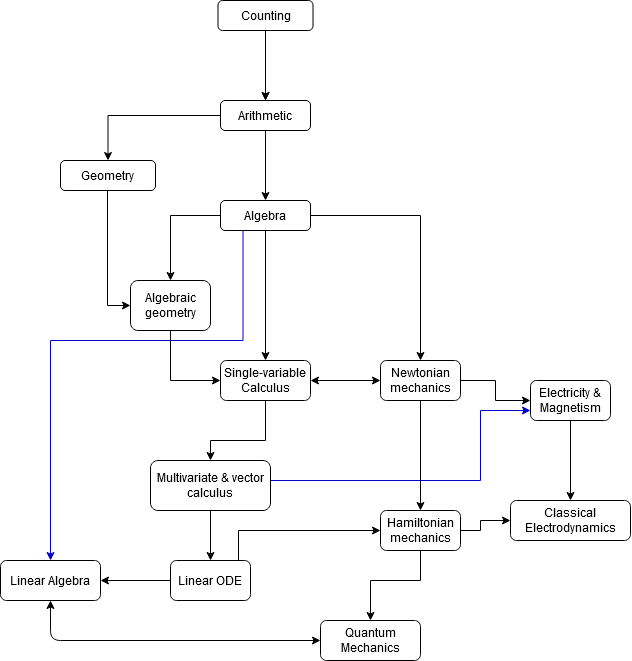 Counting
Arithmetic
Geometry
Algebra
Algebraic
geometry
Single-variable
Calculus
Newtonian
mechanics
Electricity &
Magnetism
Multivariate & vector
calculus
Hamiltonian
mechanics
Classical
Electrodynamics
Linear Algebra
Linear ODE
Quantum
Mechanics